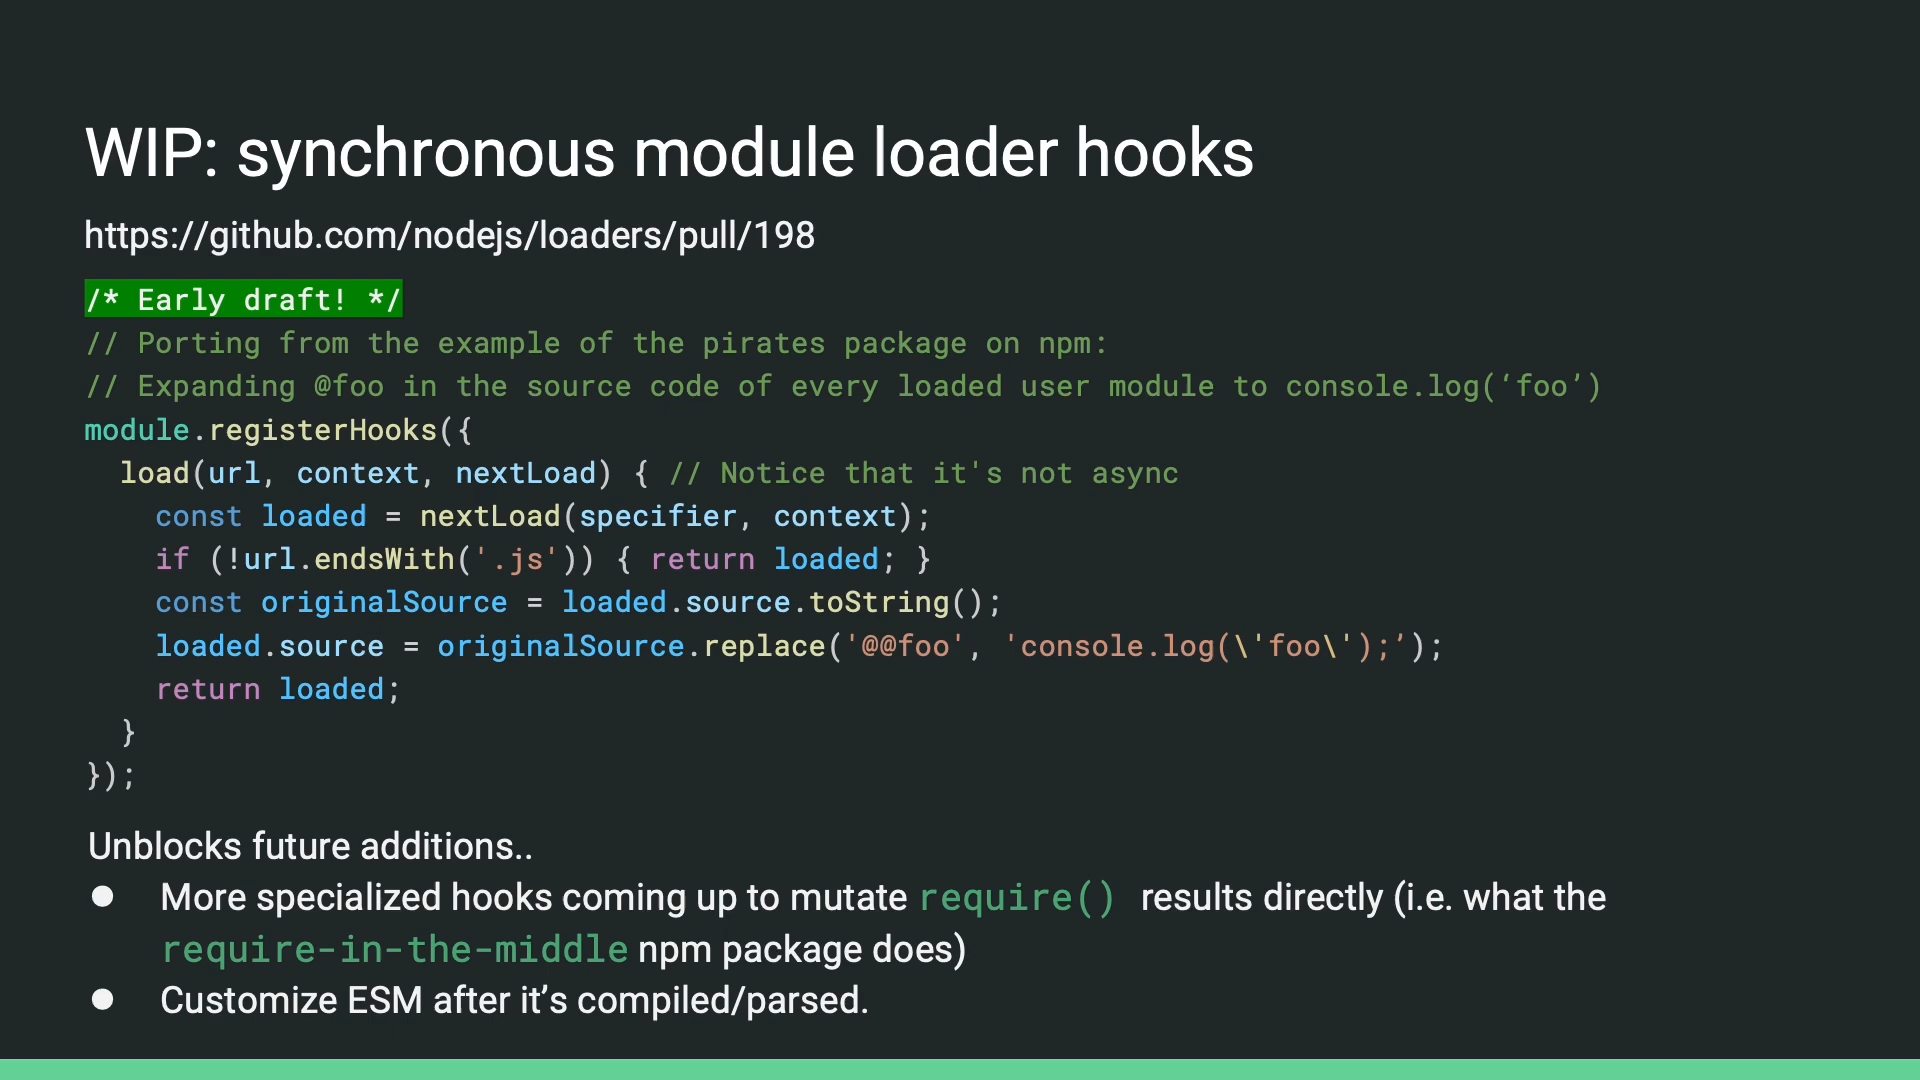 WIP: synchronous module loader hooks
https://github.com/nodejs/loaders/pull/198
/* Early draft! */
// Porting from the example of the pirates package on npm:
// Expanding @foo in the source code of every loaded user module to console.log(‘foo’)
module.registerHooks({
  load(url, context, nextLoad) { // Notice that it's not async
    const loaded = nextLoad(specifier, context);
    if (!url.endsWith('.js')) { return loaded; }
    const originalSource = loaded.source.toString();
    loaded.source = originalSource.replace('@@foo', 'console.log(\'foo\');’);
    return loaded;
  }
});
Unblocks future additions..
● More specialized hooks coming up to mutate require() results directly (i.e. what the
require-in-the-middle npm package does)
● Customize ESM after it’s compiled/parsed.